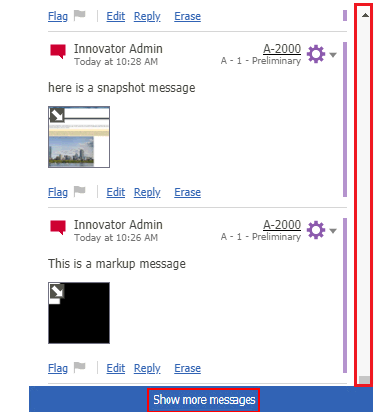 Flag Edit Reply Erase
Innovator Admin A-2000
Today at 10:28 AM A - 1 - Preliminary
here is a snapshot message
Flag Edit Reply Erase
Innovator Admin A-2000
Today at 10:26 AM A - 1 - Preliminary
This is a markup message
Flag Edit Reply Erase
Show more messages